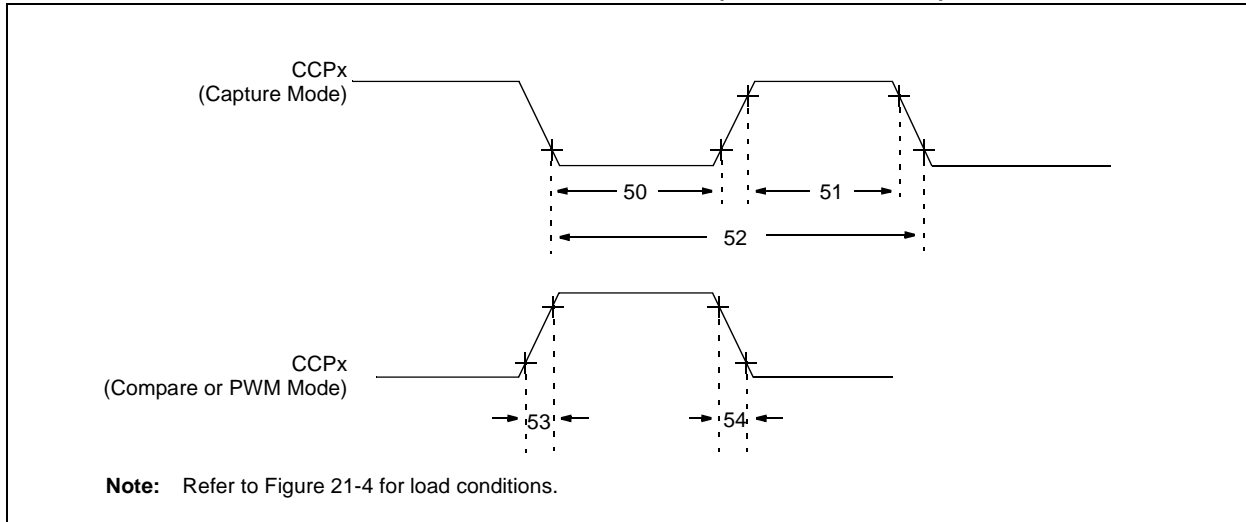 CCPx
(Capture Mode)
50
51
52
CCPx
(Compare or PWM Mode)
53
54
Note: Refer to Figure 21-4 for load conditions.